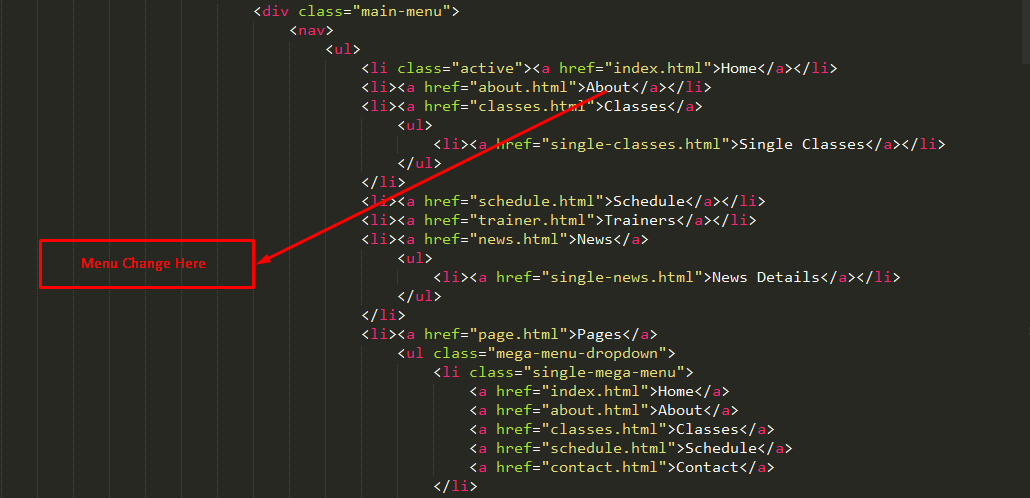 <div class="main-menu">
<nav>
<ul>
<li class="active"><a href="index.html">Home</a></li>
<li><a href="about.html">About</a></li>
<li><a href="classes.html">Classes</a>
<ul>
<li><a href="single-classes.html">Single Classes</a></li>
</ul>
</li>
<li><a href="schedule.html">Schedule</a></li>
<li><a href="trainer.html">Trainers</a></li>
<li><a href="news.html">News</a>
Menu Change Here
<ul>
<li><a href="single-news.html">News Details</a></li>
</ul>
</li>
<li><a href="page.html">Pages</a>
<ul class="mega-menu-dropdown">
<li class="single-mega-menu">
<a href="index.html">Home</a>
<a href="about.html">About</a>
<a href="classes.html">Classes</a>
<a href="schedule.html">Schedule</a>
<a href="contact.html">Contact</a>
</li>